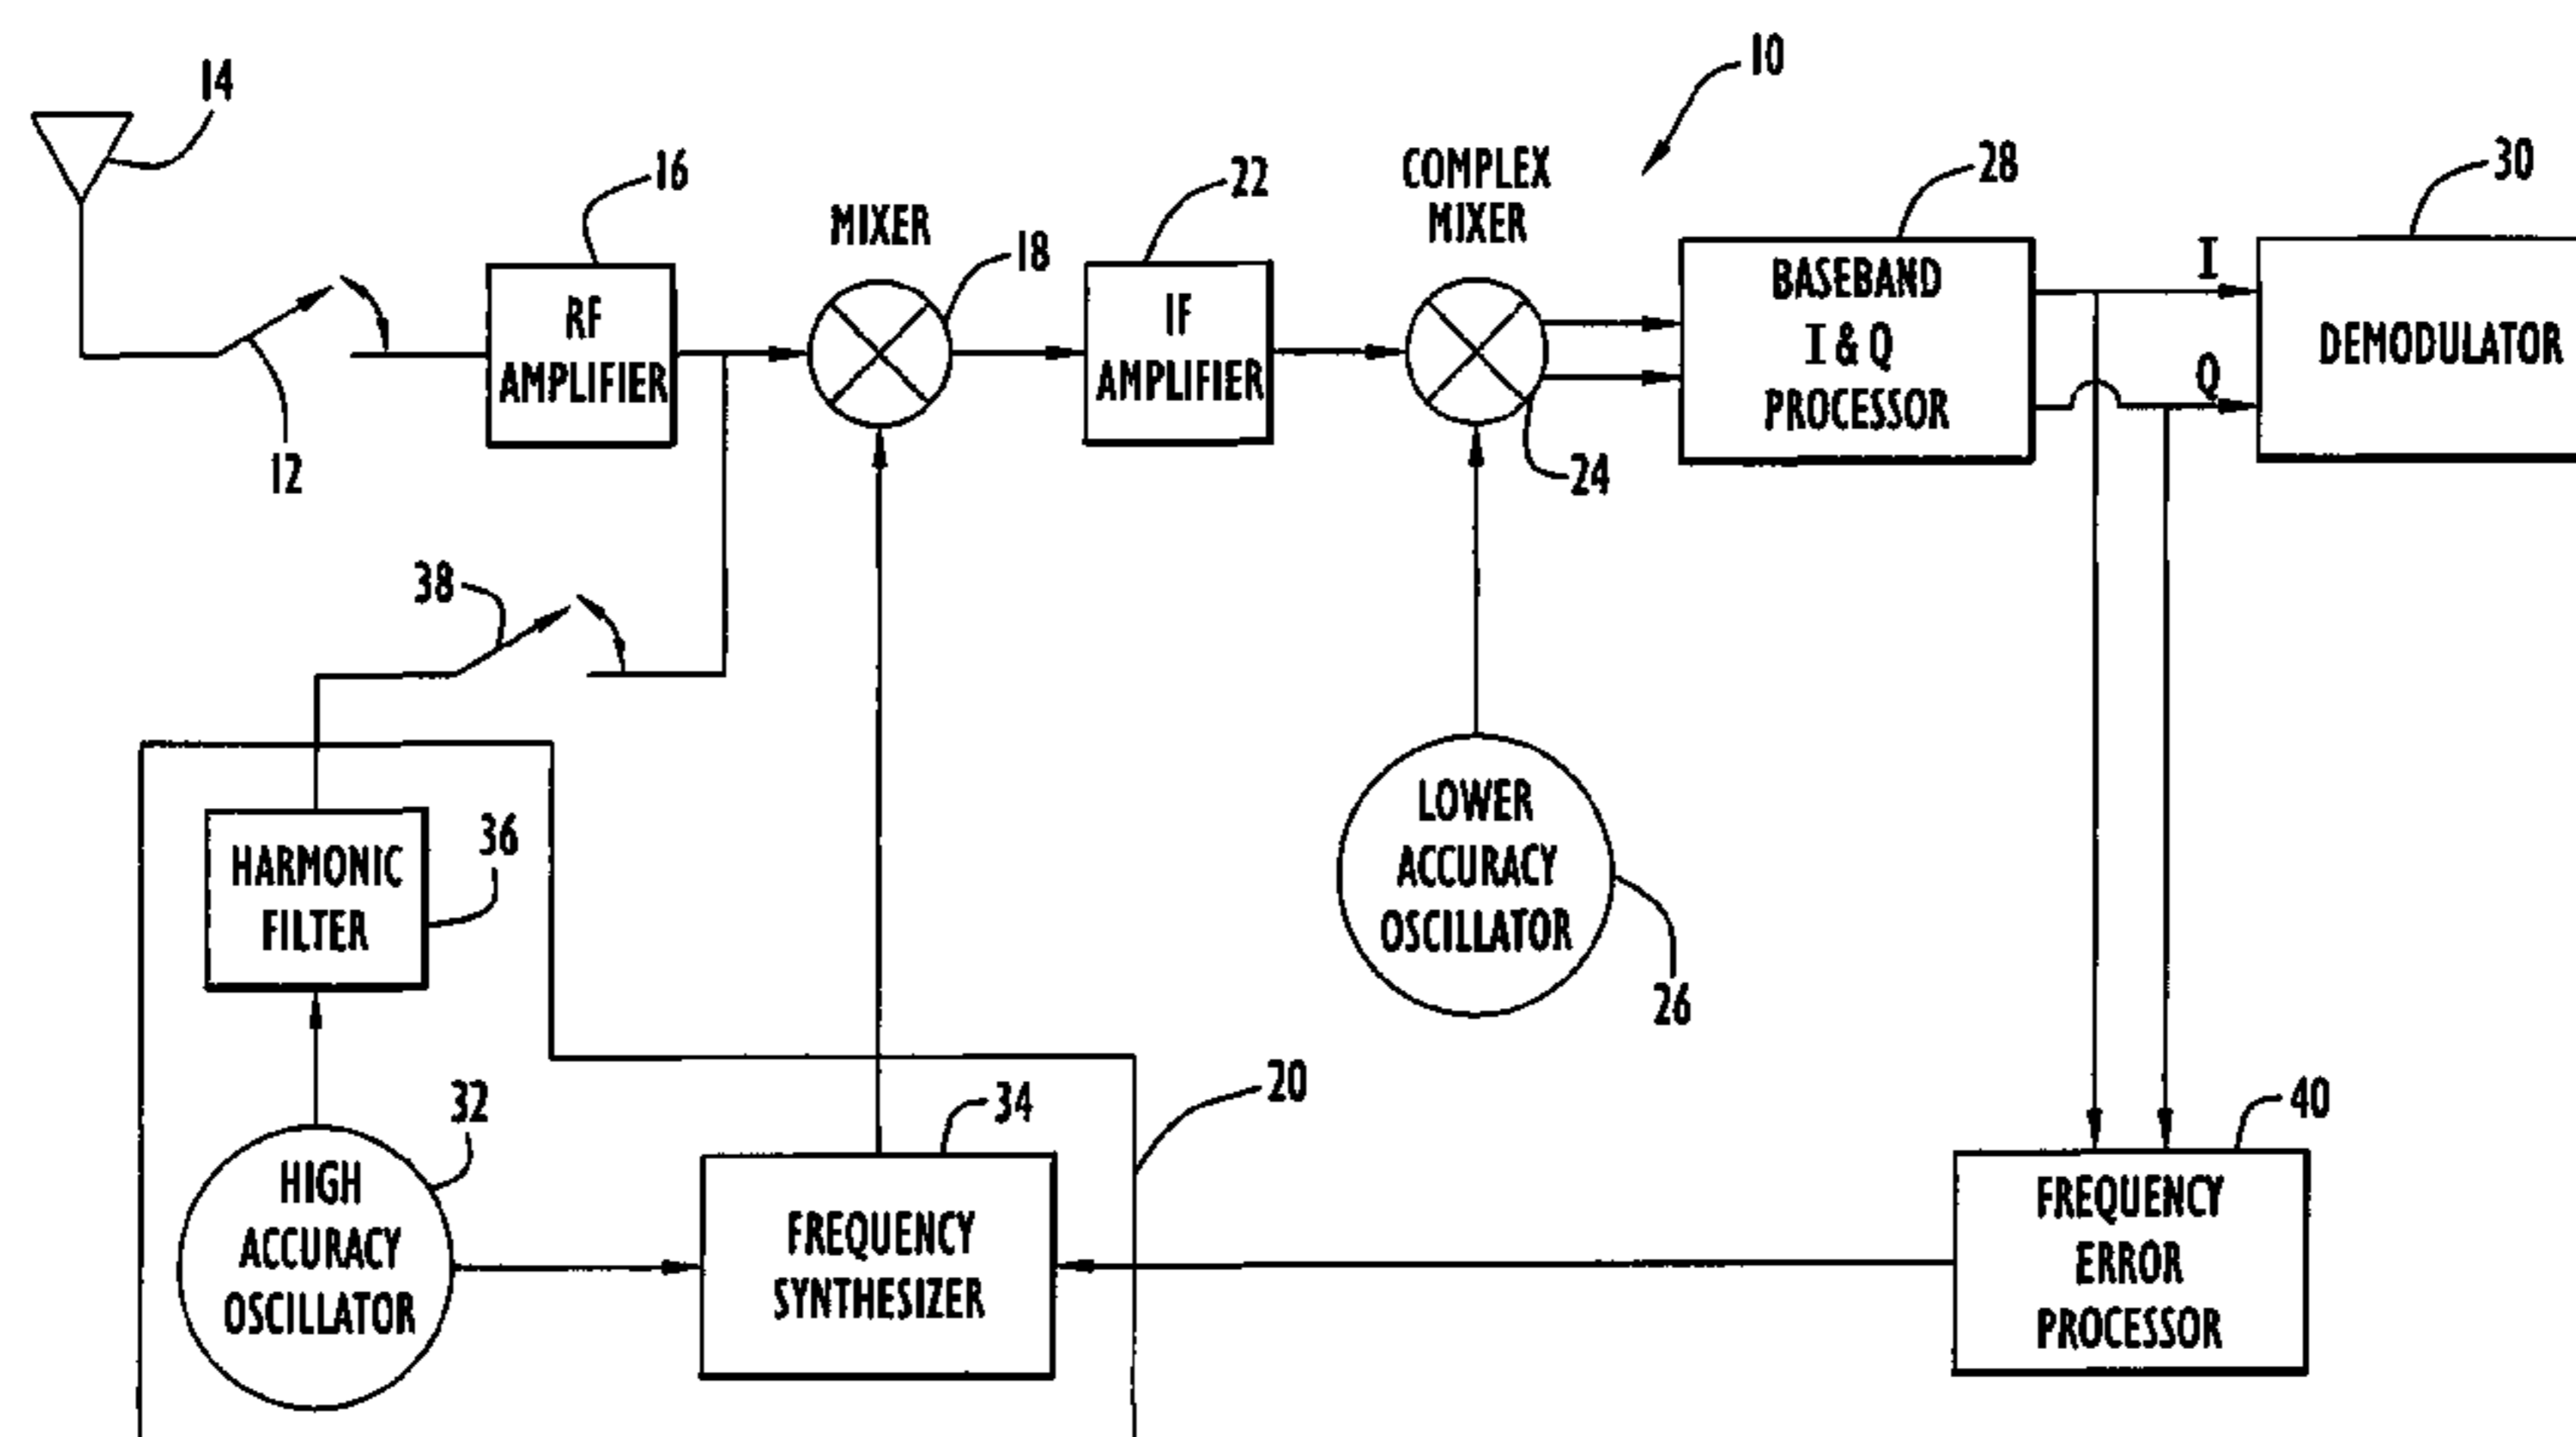 10
14
16
MIXER
18
22
COMPLEX
MIXER
28
30
RF
AMPLIFIER
IF
AMPLIFIER
BASEBAND
I & Q
PROCESSOR
I
Q
DEMODULATOR
12
24
38
HARMONIC
FILTER
36
LOWER
ACCURACY
OSCILLATOR
26
32
HIGH
ACCURACY
OSCILLATOR
34
FREQUENCY
SYNTHESIZER
20
40
FREQUENCY
ERROR
PROCESSOR